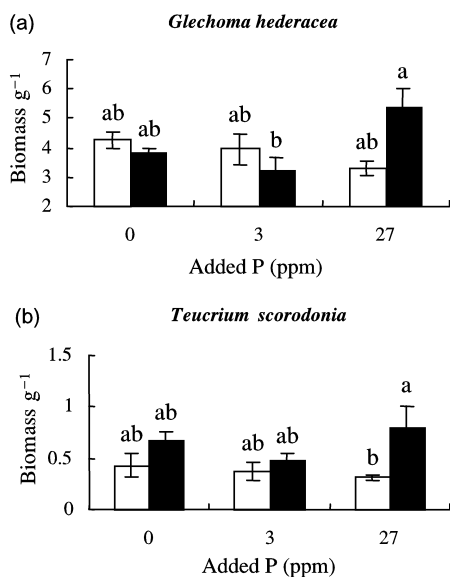 (a)
Glechoma hederacea
7
6
5
4
3
2
Biomass g⁻¹
ab
ab
ab
b
ab
a
0
3
27
Added P (ppm)
(b)
Teucrium scorodonia
1.5
1
0.5
0
Biomass g⁻¹
ab
ab
ab
ab
b
a
0
3
27
Added P (ppm)